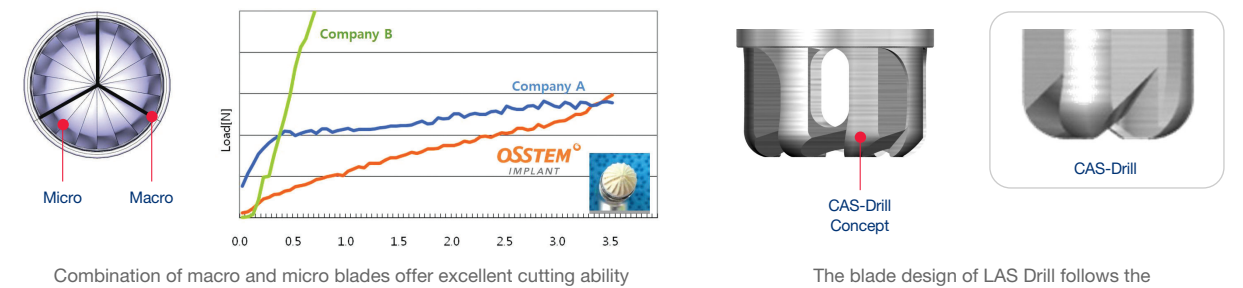 Micro
Macro
Company B
Company A
Load[N]
OSSTEM
IMPLANT
0.0 0.5 1.0 1.5 2.0 2.5 3.0 3.5
Combination of macro and micro blades offer excellent cutting ability
CAS-Drill
Concept
CAS-Drill
The blade design of LAS Drill follows the